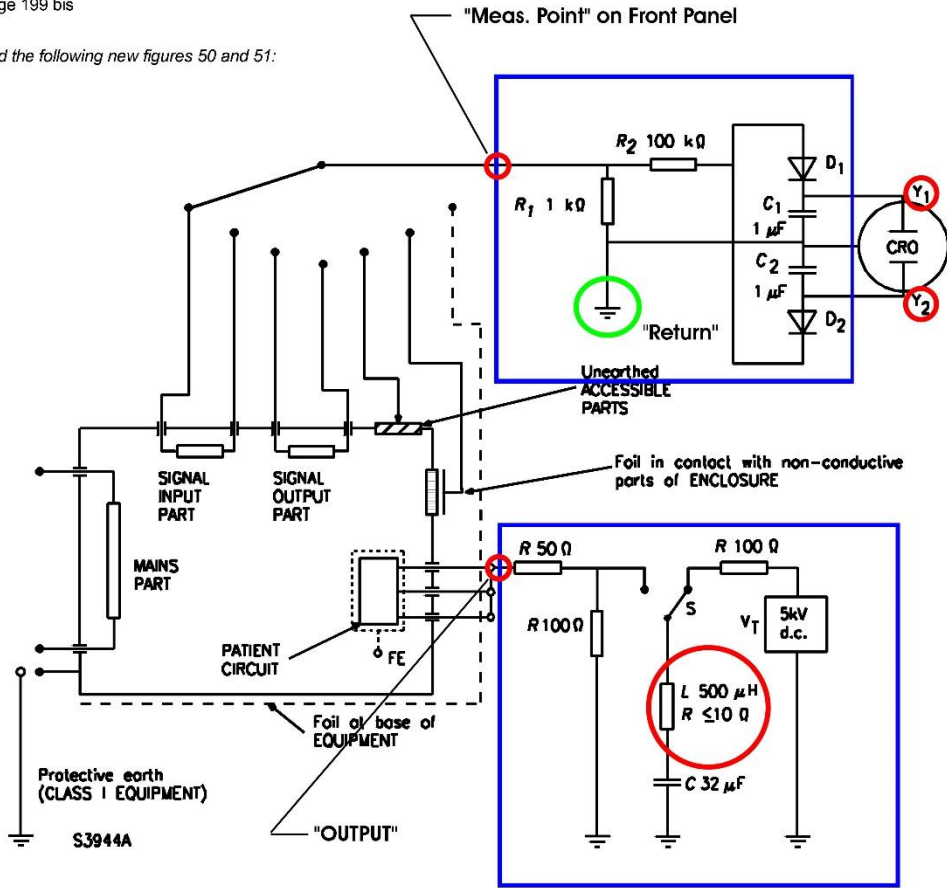 ge 199 bis
d the following new figures 50 and 51:
"Meas. Point" on Front Panel
R2 100 kΩ
D1
R1 1 kΩ
C1
1 μF
Y1
CRO
C2
1 μF
Y2
D2
"Return"
Unearthed
ACCESSIBLE
PARTS
SIGNAL
INPUT
PART
SIGNAL
OUTPUT
PART
Foil in contact with non-conductive
parts of ENCLOSURE
MAINS
PART
R 50 Ω
R 100 Ω
S
R 100 Ω
VT
5kV
d.c.
PATIENT
CIRCUIT
FE
L 500 μH
R ≤10 Ω
Foil at base of
EQUIPMENT
C 32 μF
Protective earth
(CLASS I EQUIPMENT)
S3944A
"OUTPUT"